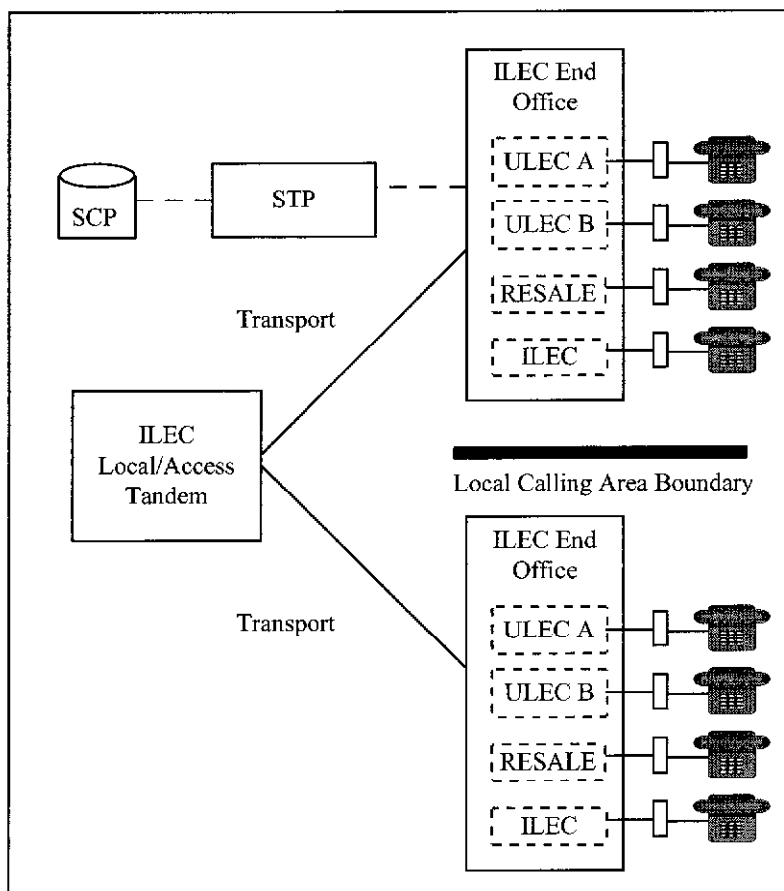 ILEC End
Office
ULEC A
SCP
STP
ULEC B
RESALE
Transport
ILEC
ILEC
Local/Access
Tandem
Local Calling Area Boundary
ILEC End
Office
Transport
ULEC A
ULEC B
RESALE
ILEC